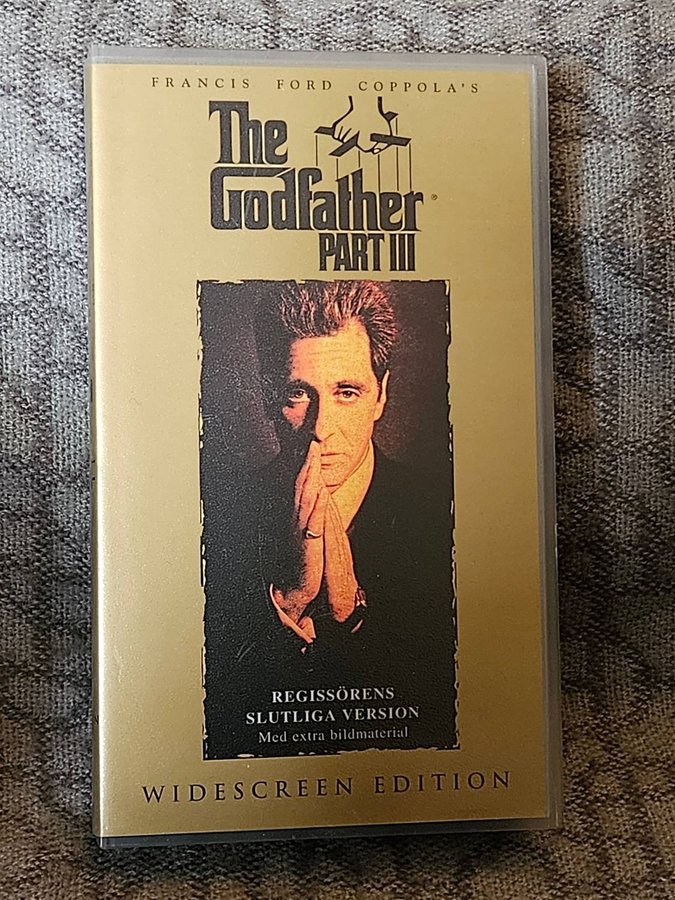 FRANCIS FORD COPPOLA'S
The
Godfather®
PART III
REGISSÖRENS
SLUTLIGA VERSION
Med extra bildmaterial
WIDESCREEN EDITION